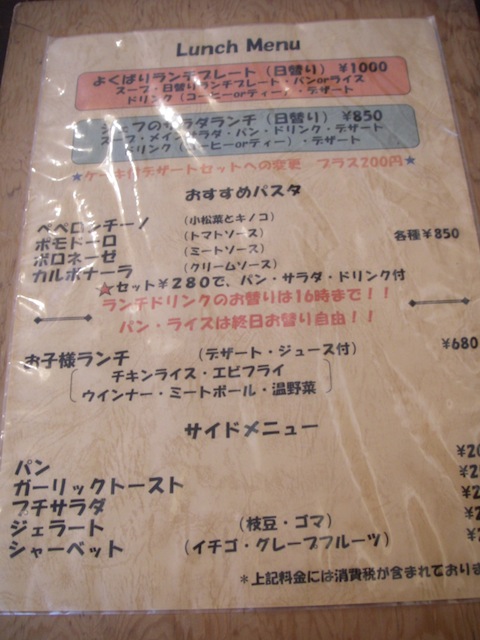 Lunch Menu
よくばりランチプレート（日替り） ¥1000
スープ・日替りランチプレート・パンorライス
ドリンク（コーヒーorティー）・デザート
シェフのサラダランチ（日替り） ¥850
スープ・メインサラダ・パン・ドリンク・デザート
ドリンク（コーヒーorティー）・デザート
★ケーキ付デザートセットへの変更 プラス200円★
おすすめパスタ
ペペロンチーノ （小松菜とキノコ）
ポモドーロ （トマトソース） 各種¥850
ボロネーゼ （ミートソース）
カルボナーラ （クリームソース）
★セット¥280で、パン・サラダ・ドリンク付
ランチドリンクのお替りは16時まで！！
パン・ライスは終日お替り自由！！
お子様ランチ （デザート・ジュース付） ¥680
チキンライス・エビフライ
ウインナー・ミートボール・温野菜
サイドメニュー
パン
ガーリックトースト
プチサラダ
ジェラート （枝豆・ゴマ）
シャーベット （イチゴ・グレープフルーツ）
＊上記料金には消費税が含まれておりま